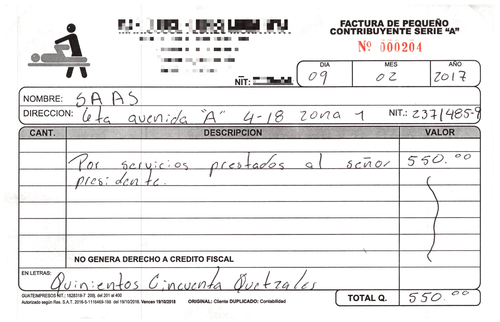 FACTURA DE PEQUEÑO
CONTRIBUYENTE SERIE "A"
Nº 000204
NIT:
DIA MES AÑO
09 02 2017
NOMBRE: SAAS
DIRECCION: 6ta avenida "A" 4-18 zona 1 NIT.: 2371485-9
CANT. DESCRIPCION VALOR
Por servicios prestados al señor 550.00
presidente.
NO GENERA DERECHO A CREDITO FISCAL
EN LETRAS: Quinientos Cincuenta Quetzales
ORIGINAL: Cliente DUPLICADO: Contabilidad
TOTAL Q. 550.00